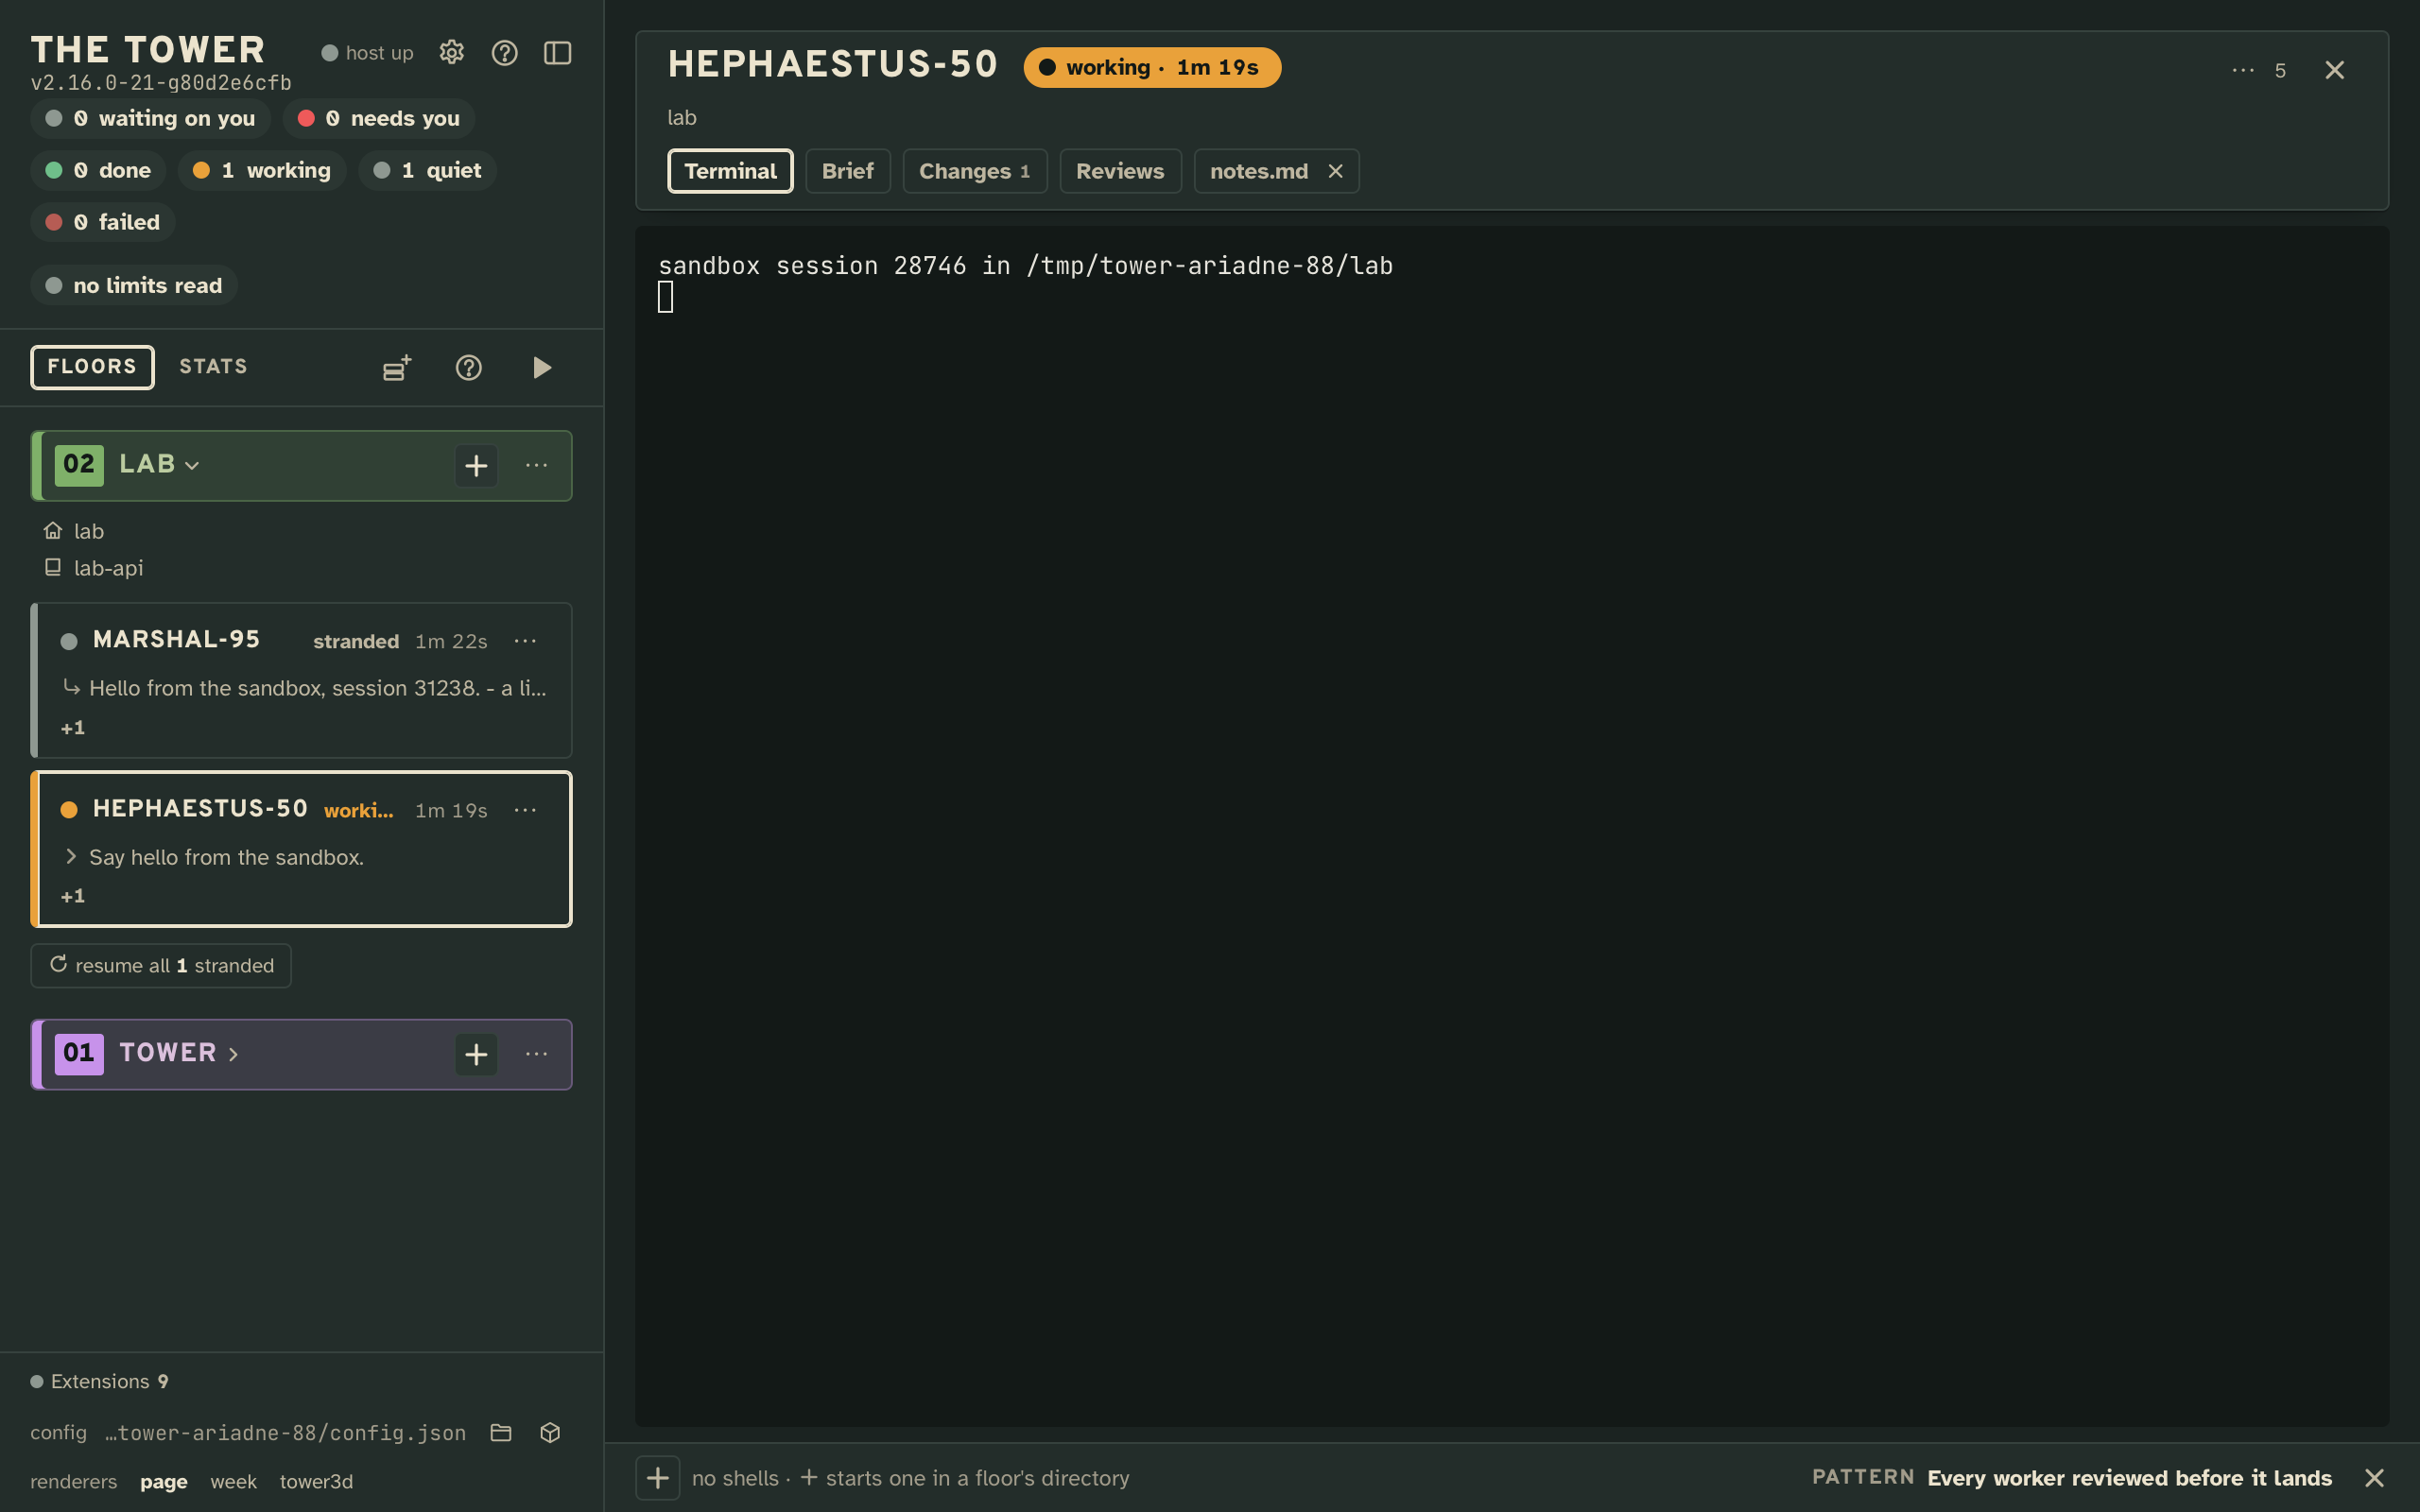 THE TOWER
host up
v2.16.0-21-g80d2e6cfb
0 waiting on you
0 needs you
0 done
1 working
1 quiet
0 failed
no limits read
FLOORS
STATS
02 LAB
lab
lab-api
MARSHAL-95 stranded 1m 22s ...
Hello from the sandbox, session 31238. - a li...
+1
HEPHAESTUS-50 worki... 1m 19s ...
Say hello from the sandbox.
+1
resume all 1 stranded
01 TOWER
Extensions 9
config …tower-ariadne-88/config.json
renderers page week tower3d
HEPHAESTUS-50 working · 1m 19s
... 5
lab
Terminal
Brief
Changes 1
Reviews
notes.md
sandbox session 28746 in /tmp/tower-ariadne-88/lab
no shells · + starts one in a floor's directory
PATTERN Every worker reviewed before it lands